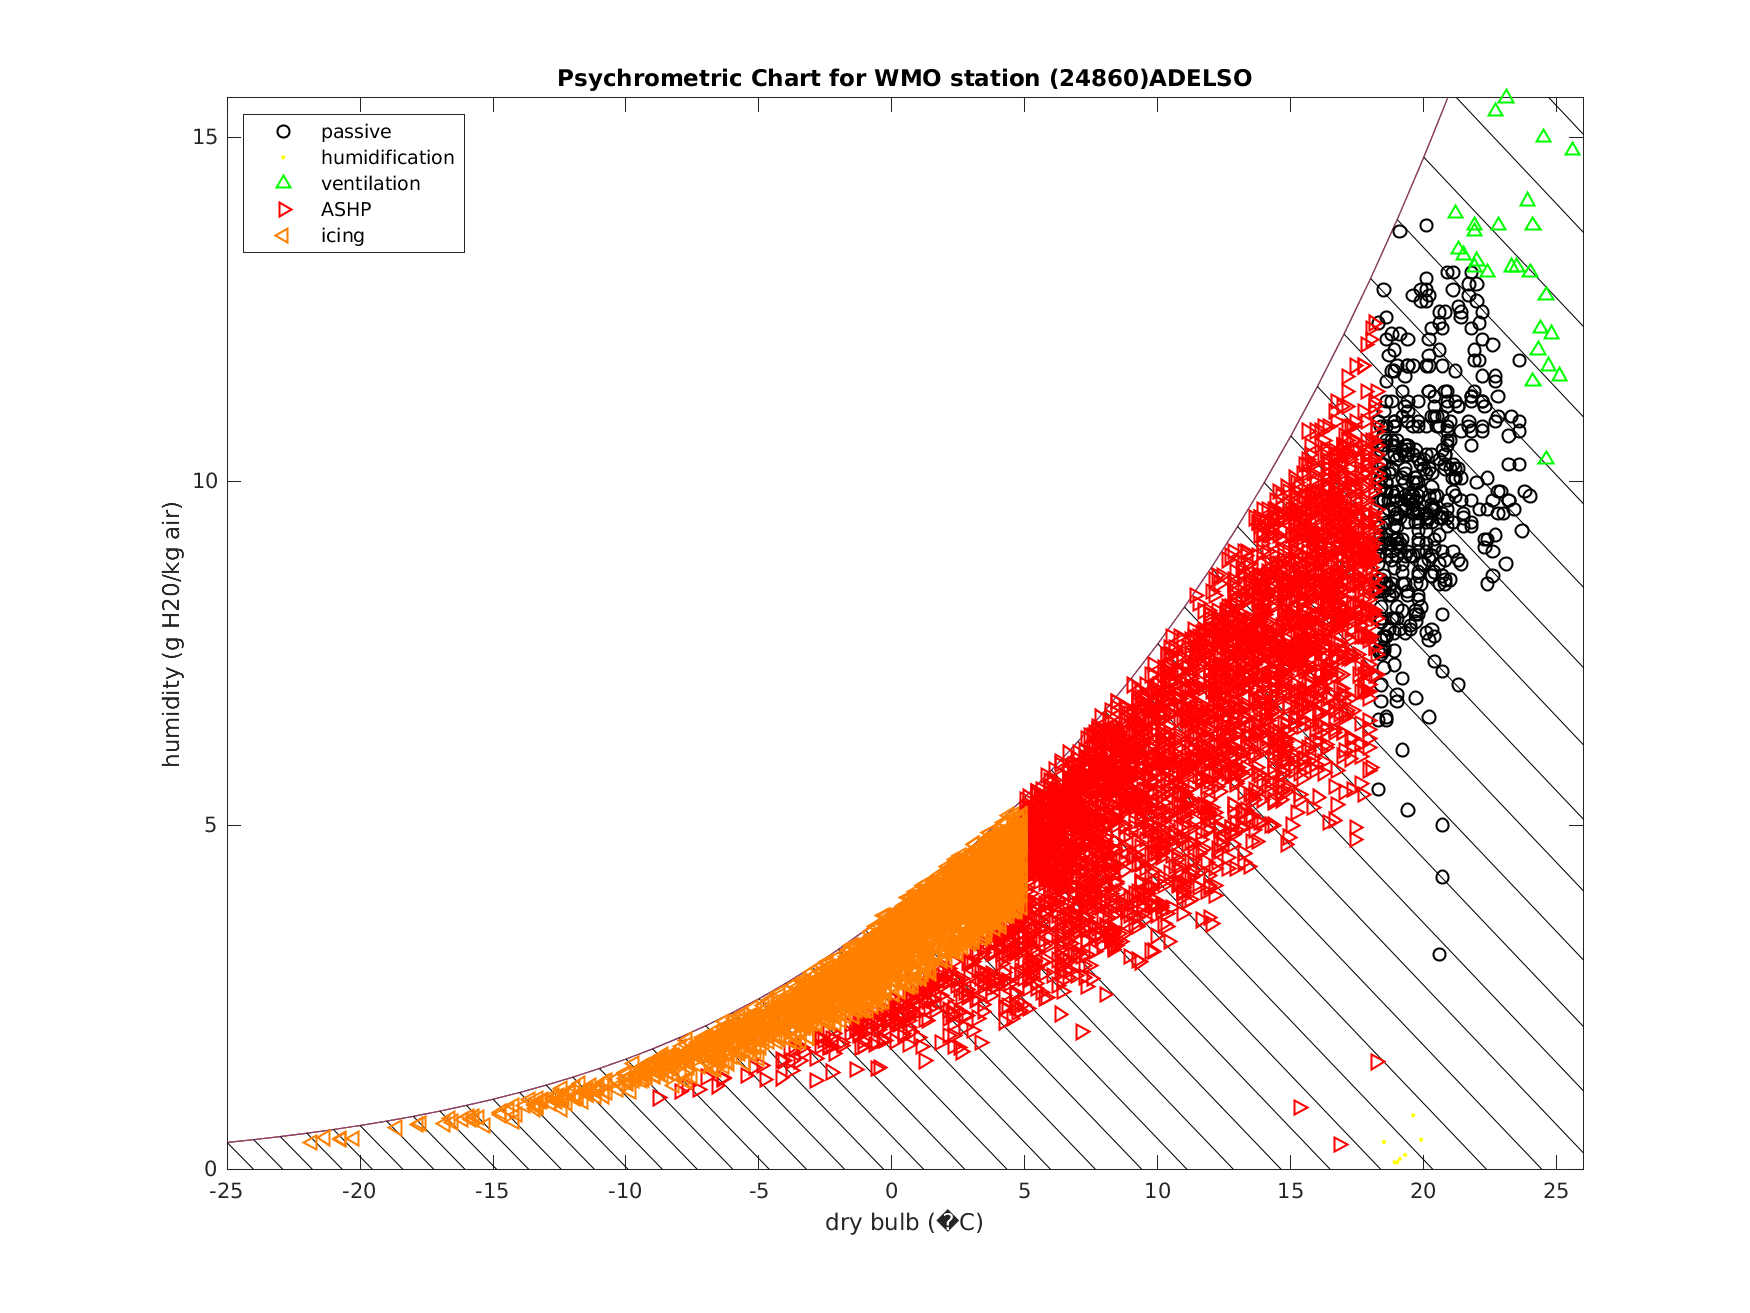 Psychrometric Chart for WMO station (24860)ADELSO
passive
humidification
ventilation
ASHP
icing
15
10
5
0
humidity (g H20/kg air)
-25 -20 -15 -10 -5 0 5 10 15 20 25
dry bulb (�C)